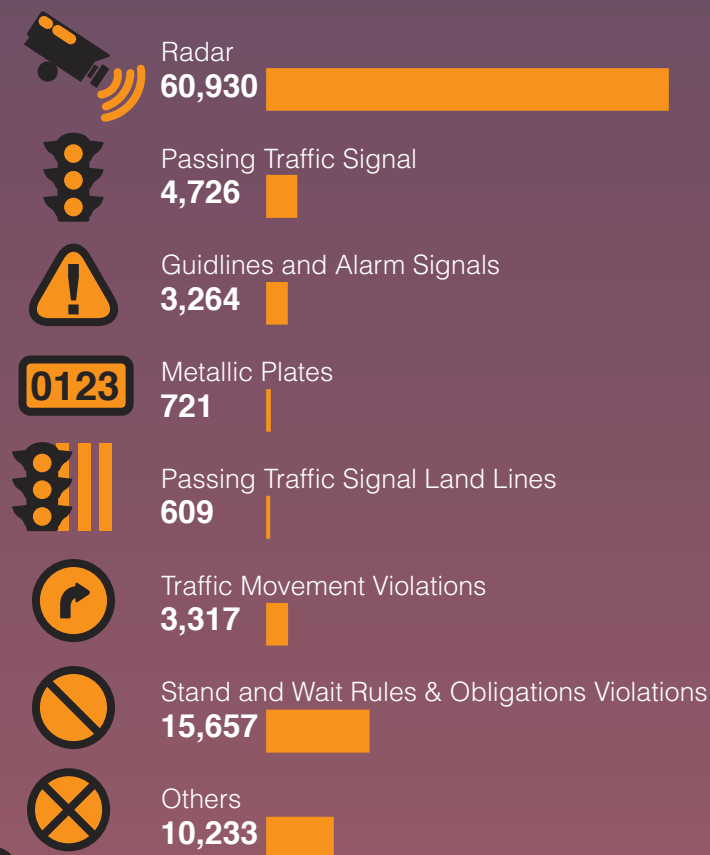 Radar
60,930
Passing Traffic Signal
4,726
Guidlines and Alarm Signals
3,264
0123
Metallic Plates
721
Passing Traffic Signal Land Lines
609
Traffic Movement Violations
3,317
Stand and Wait Rules & Obligations Violations
15,657
Others
10,233